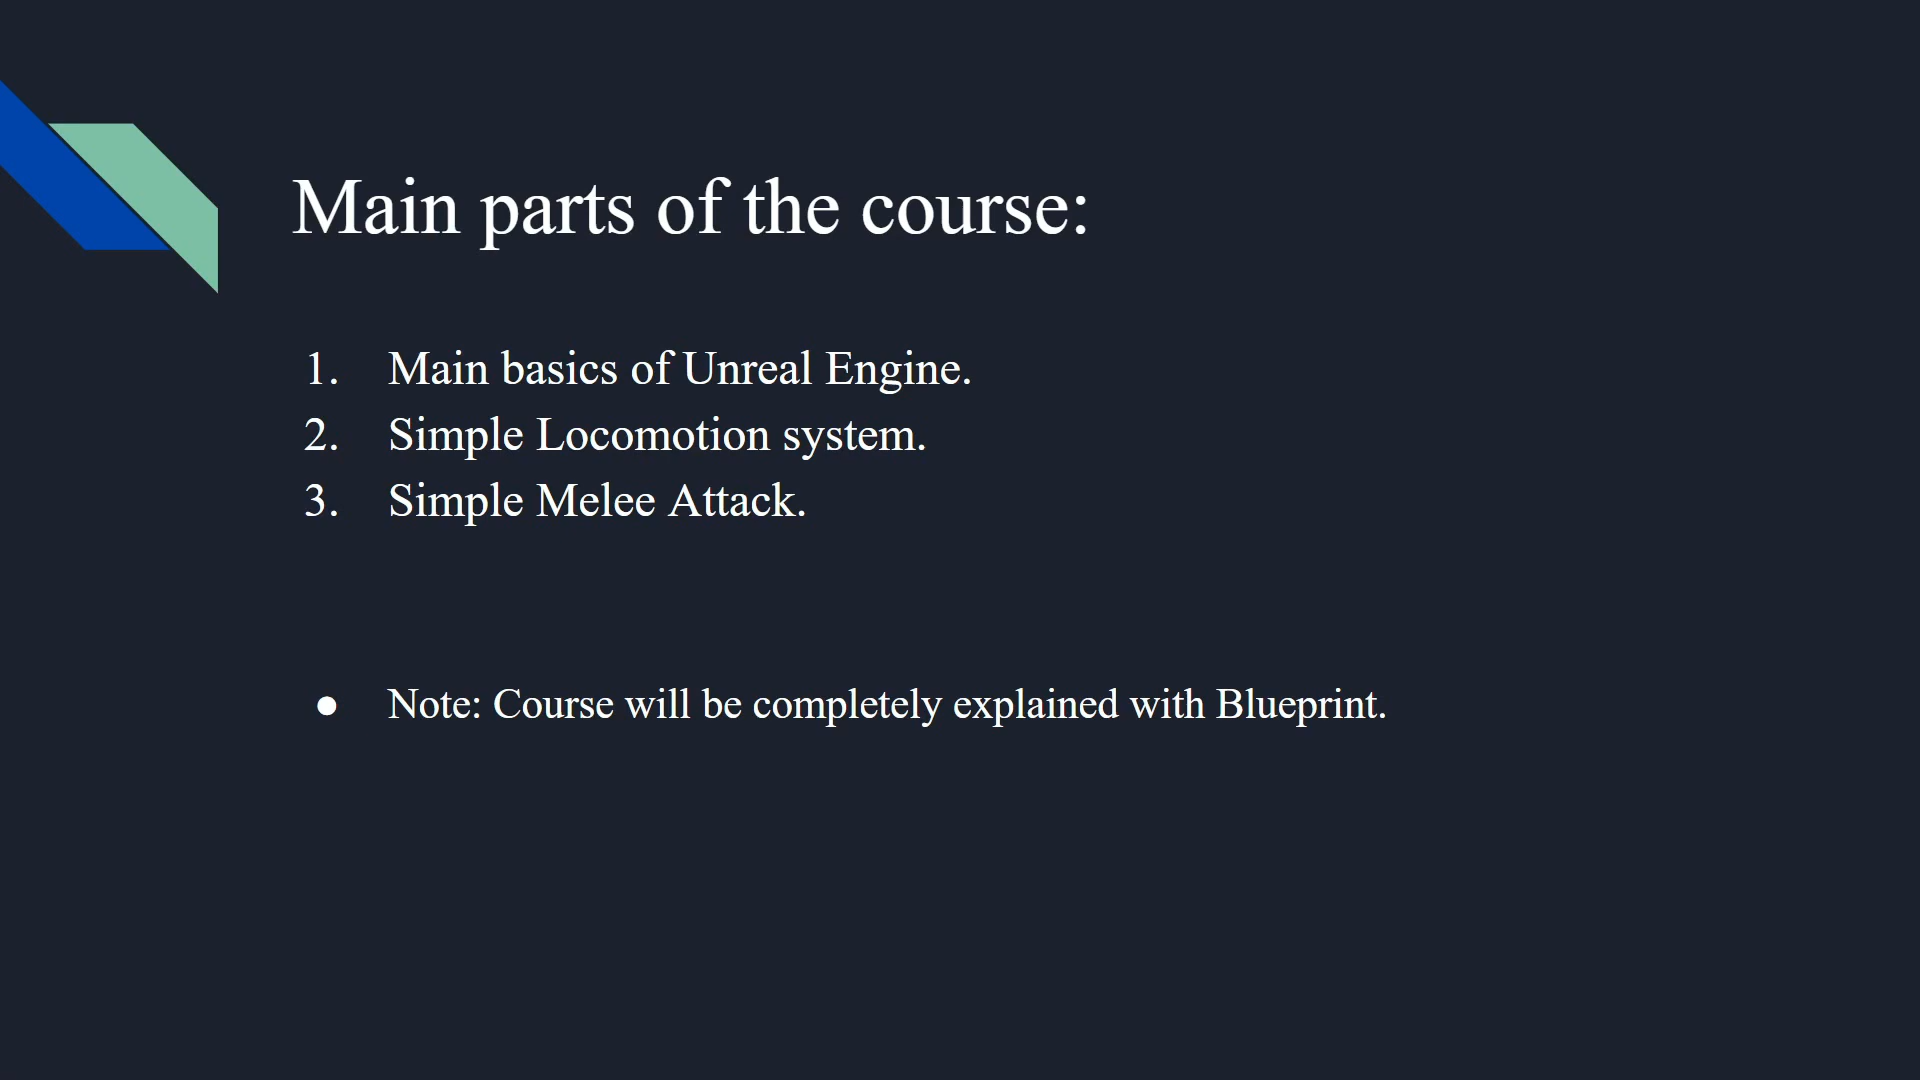 Main parts of the course:
1. Main basics of Unreal Engine.
2. Simple Locomotion system.
3. Simple Melee Attack.
● Note: Course will be completely explained with Blueprint.